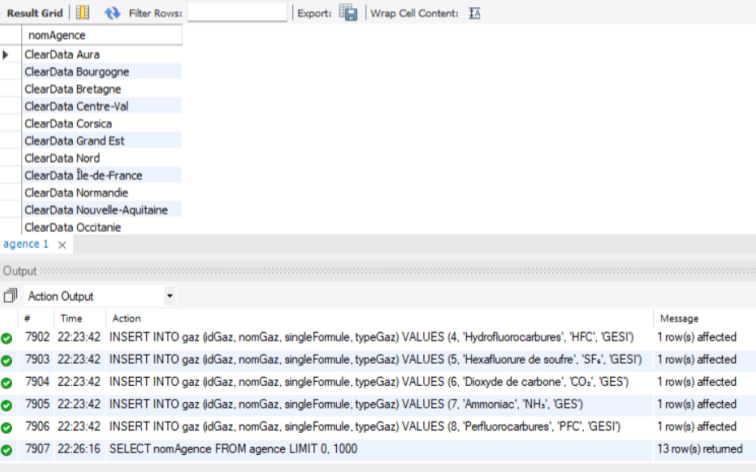 Result Grid Filter Rows: Export: Wrap Cell Content:
nomAgence
ClearData Aura
ClearData Bourgogne
ClearData Bretagne
ClearData Centre-Val
ClearData Corsica
ClearData Grand Est
ClearData Nord
ClearData Île-de-France
ClearData Normandie
ClearData Nouvelle-Aquitaine
ClearData Occitanie
agence 1
Output
Action Output
# Time Action Message
7902 22:23:42 INSERT INTO gaz (idGaz, nomGaz, singleFormule, typeGaz) VALUES (4, 'Hydrofluorocarbures', 'HFC', 'GESI') 1 row(s) affected
7903 22:23:42 INSERT INTO gaz (idGaz, nomGaz, singleFormule, typeGaz) VALUES (5, 'Hexafluorure de soufre', 'SF₆', 'GESI') 1 row(s) affected
7904 22:23:42 INSERT INTO gaz (idGaz, nomGaz, singleFormule, typeGaz) VALUES (6, 'Dioxyde de carbone', 'CO₂', 'GES') 1 row(s) affected
7905 22:23:42 INSERT INTO gaz (idGaz, nomGaz, singleFormule, typeGaz) VALUES (7, 'Ammoniac', 'NH₃', 'GES') 1 row(s) affected
7906 22:23:42 INSERT INTO gaz (idGaz, nomGaz, singleFormule, typeGaz) VALUES (8, 'Perfluorocarbures', 'PFC', 'GESI') 1 row(s) affected
7907 22:26:16 SELECT nomAgence FROM agence LIMIT 0, 1000 13 row(s) returned